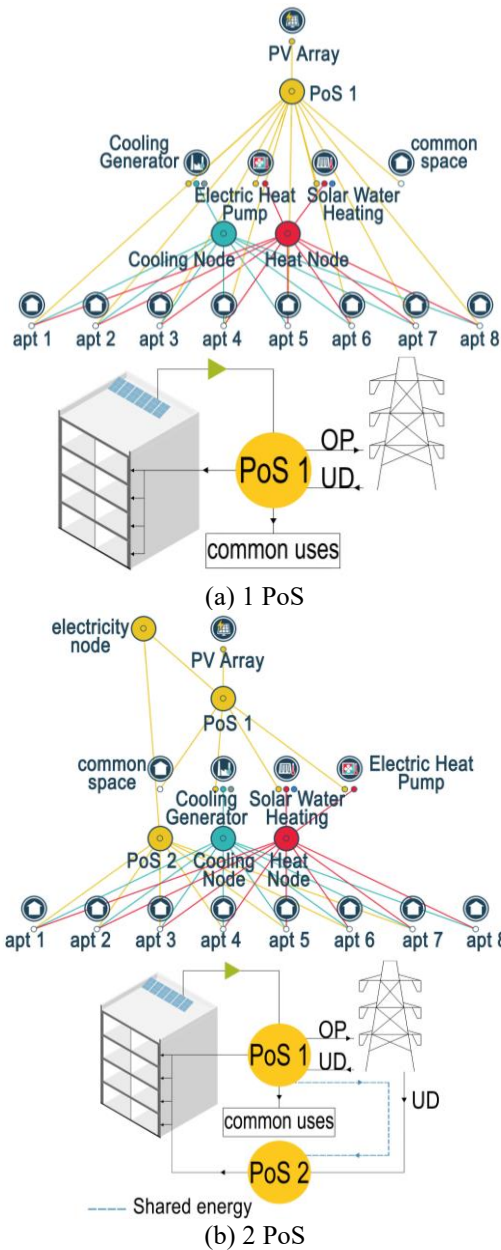 PV Array
PoS 1
Cooling
Generator
common
space
Electric Heat
Pump
Solar Water
Heating
Cooling Node
Heat Node
apt 1
apt 2
apt 3
apt 4
apt 5
apt 6
apt 7
apt 8
OP
PoS 1
UD
common uses
(a) 1 PoS
electricity
node
PV Array
PoS 1
common
space
Electric Heat
Pump
Cooling
Generator
Solar Water
Heating
PoS 2
Cooling
Node
Heat
Node
apt 1
apt 2
apt 3
apt 4
apt 5
apt 6
apt 7
apt 8
OP
PoS 1
UD
UD
common uses
PoS 2
Shared energy
(b) 2 PoS